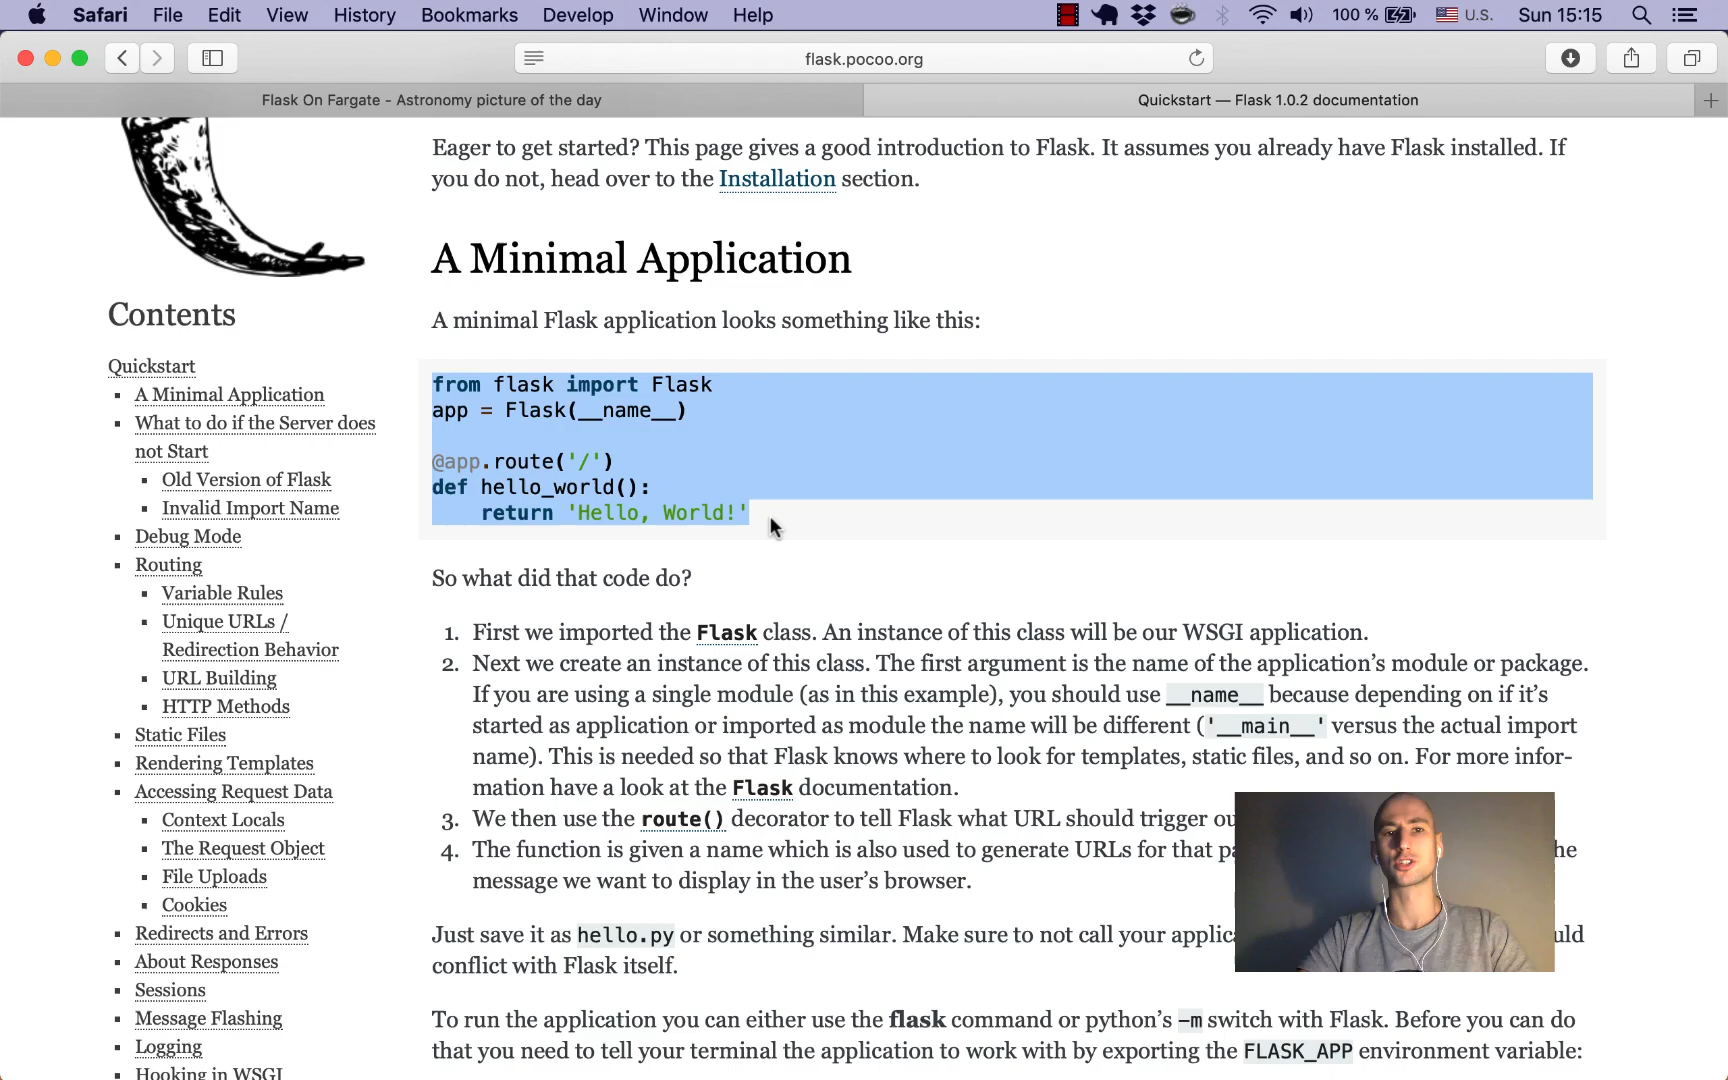 Safari File Edit View History Bookmarks Develop Window Help 100 % U.S. Sun 15:15
flask.pocoo.org
Flask On Fargate - Astronomy picture of the day
Quickstart — Flask 1.0.2 documentation
Eager to get started? This page gives a good introduction to Flask. It assumes you already have Flask installed. If
you do not, head over to the Installation section.
A Minimal Application
A minimal Flask application looks something like this:
from flask import Flask
app = Flask(__name__)
@app.route('/')
def hello_world():
    return 'Hello, World!'
So what did that code do?
1. First we imported the Flask class. An instance of this class will be our WSGI application.
2. Next we create an instance of this class. The first argument is the name of the application's module or package.
If you are using a single module (as in this example), you should use __name__ because depending on if it's
started as application or imported as module the name will be different ('__main__' versus the actual import
name). This is needed so that Flask knows where to look for templates, static files, and so on. For more infor-
mation have a look at the Flask documentation.
3. We then use the route() decorator to tell Flask what URL should trigger
4. The function is given a name which is also used to generate URLs for that
message we want to display in the user's browser.
Just save it as hello.py or something similar. Make sure to not call your
conflict with Flask itself.
To run the application you can either use the flask command or python's -m switch with Flask. Before you can do
that you need to tell your terminal the application to work with by exporting the FLASK_APP environment variable:
Contents
Quickstart
A Minimal Application
What to do if the Server does
not Start
Old Version of Flask
Invalid Import Name
Debug Mode
Routing
Variable Rules
Unique URLs /
Redirection Behavior
URL Building
HTTP Methods
Static Files
Rendering Templates
Accessing Request Data
Context Locals
The Request Object
File Uploads
Cookies
Redirects and Errors
About Responses
Sessions
Message Flashing
Logging
Hooking in WSGI